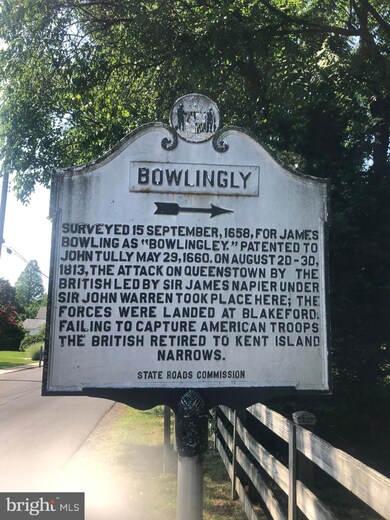 BOWLINGLY
SURVEYED 15 SEPTEMBER, 1658, FOR JAMES
BOWLING AS "BOWLINGLEY." PATENTED TO
JOHN TULLY MAY 29, 1660. ON AUGUST 2D - 3D,
1813, THE ATTACK ON QUEENSTOWN BY THE
BRITISH LED BY SIR JAMES NAPIER UNDER
SIR JOHN WARREN TOOK PLACE HERE; THE
FORCES WERE LANDED AT BLAKEFORD.
FAILING TO CAPTURE AMERICAN TROOPS
THE BRITISH RETIRED TO KENT ISLAND
NARROWS.
STATE ROADS COMMISSION
bright MLS